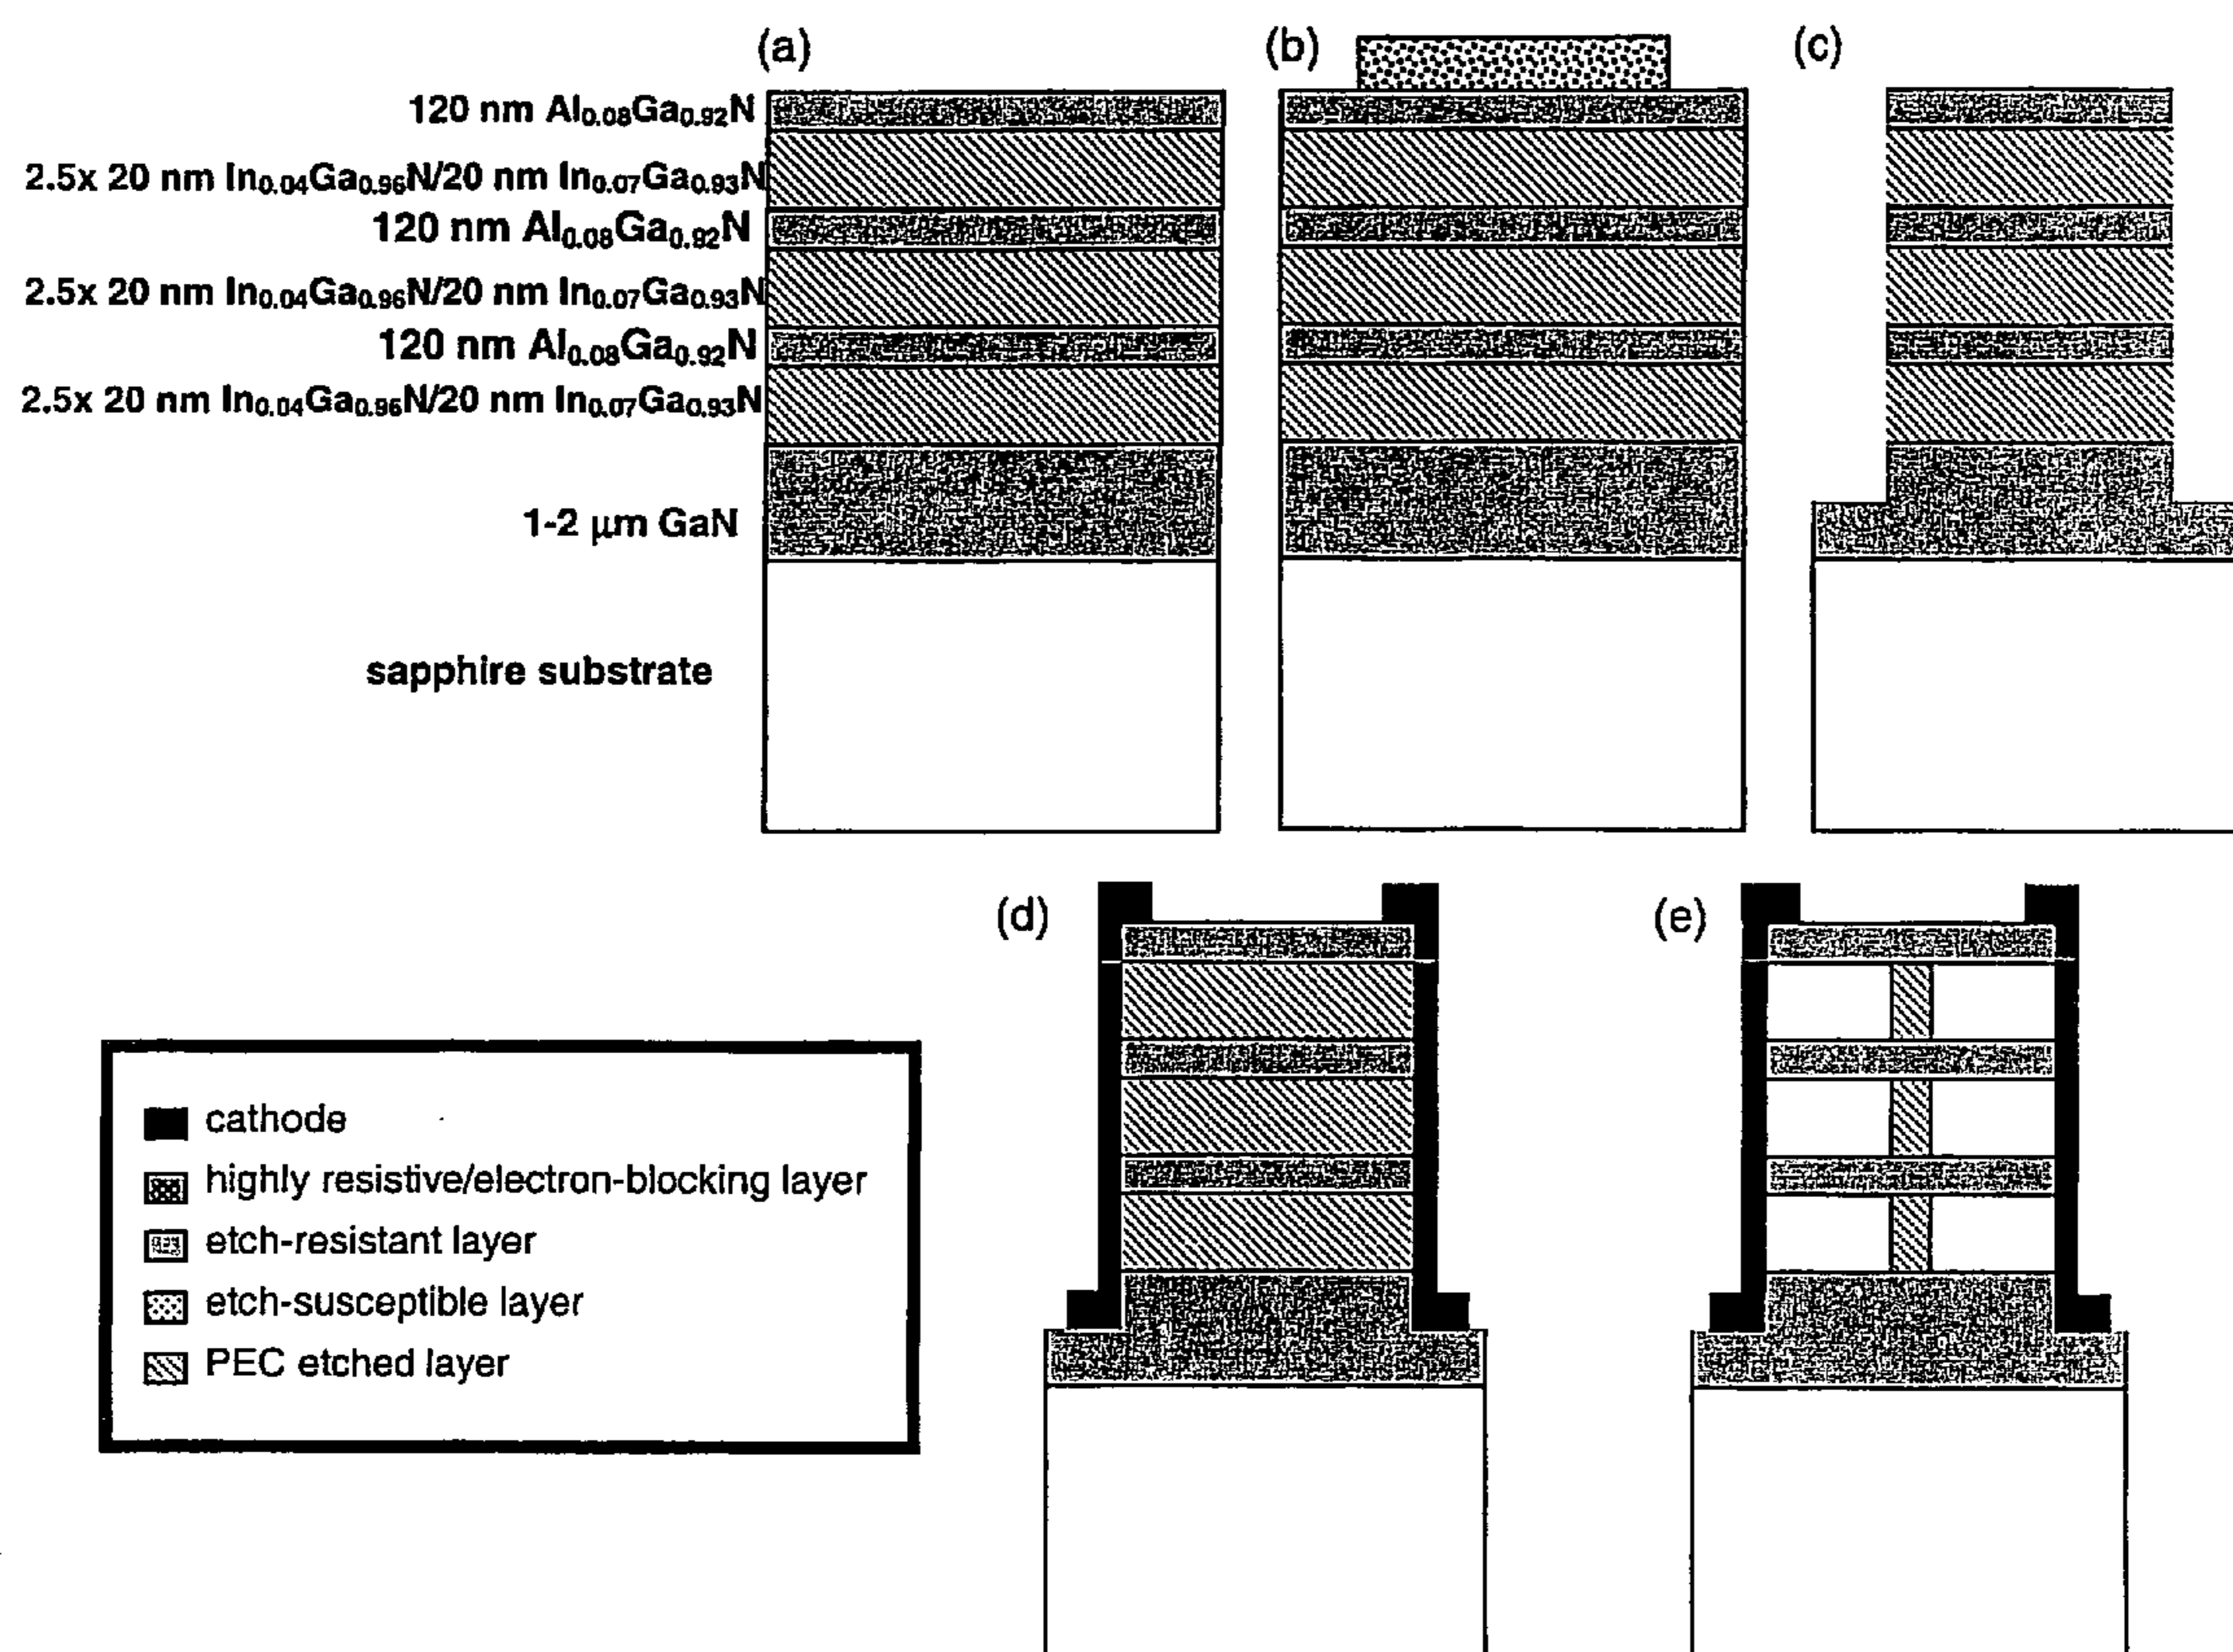 (a)
(b)
(c)
120 nm Al0.08Ga0.92N
2.5x 20 nm In0.04Ga0.96N/20 nm In0.07Ga0.93N
120 nm Al0.08Ga0.92N
2.5x 20 nm In0.04Ga0.96N/20 nm In0.07Ga0.93N
120 nm Al0.08Ga0.92N
2.5x 20 nm In0.04Ga0.96N/20 nm In0.07Ga0.93N
1-2 μm GaN
sapphire substrate
(d)
(e)
cathode
highly resistive/electron-blocking layer
etch-resistant layer
etch-susceptible layer
PEC etched layer